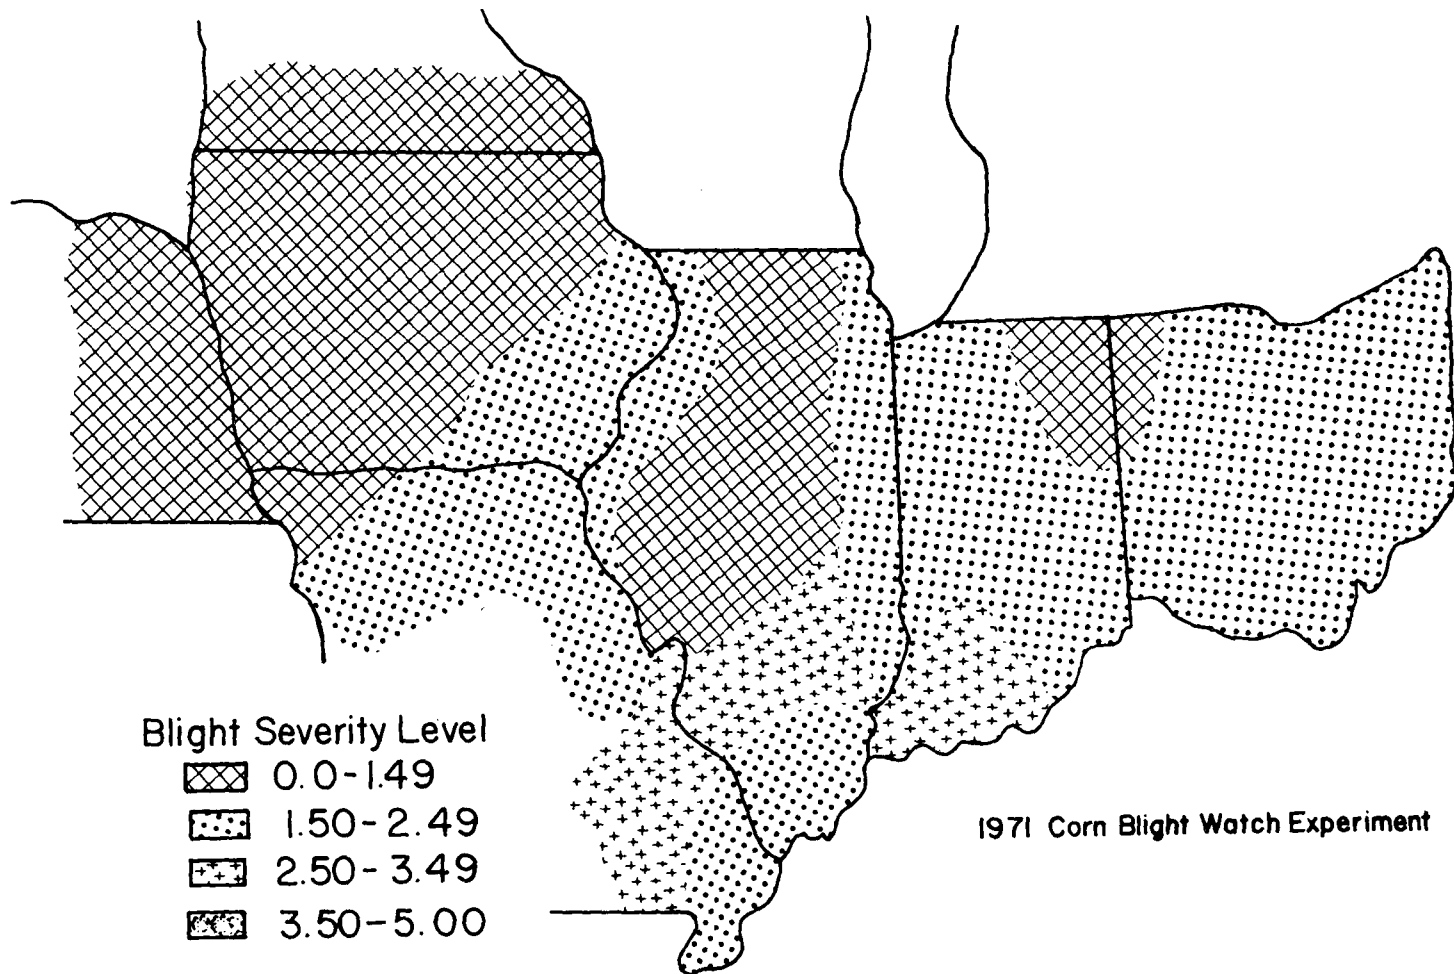 Blight Severity Level
0.0-1.49
1.50-2.49
2.50-3.49
3.50-5.00
1971 Corn Blight Watch Experiment